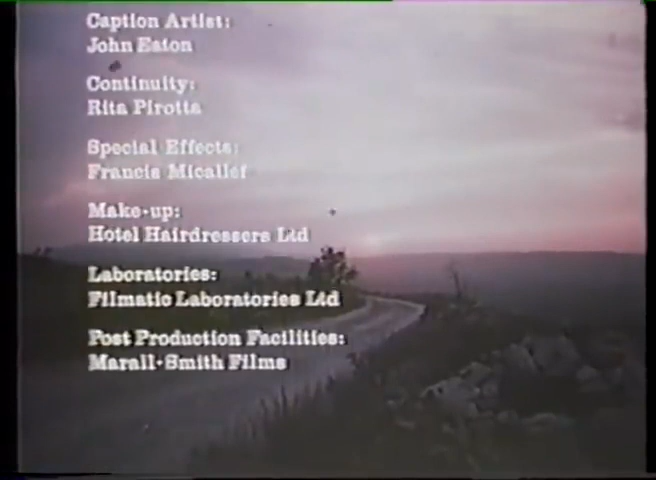 Caption Artist:
John Eaton
Continuity:
Rita Pirotta
Special Effects:
Francis Micallef
Make-up:
Hotel Hairdressers Ltd
Laboratories:
Filmatic Laboratories Ltd
Post Production Facilities:
Marall-Smith Films